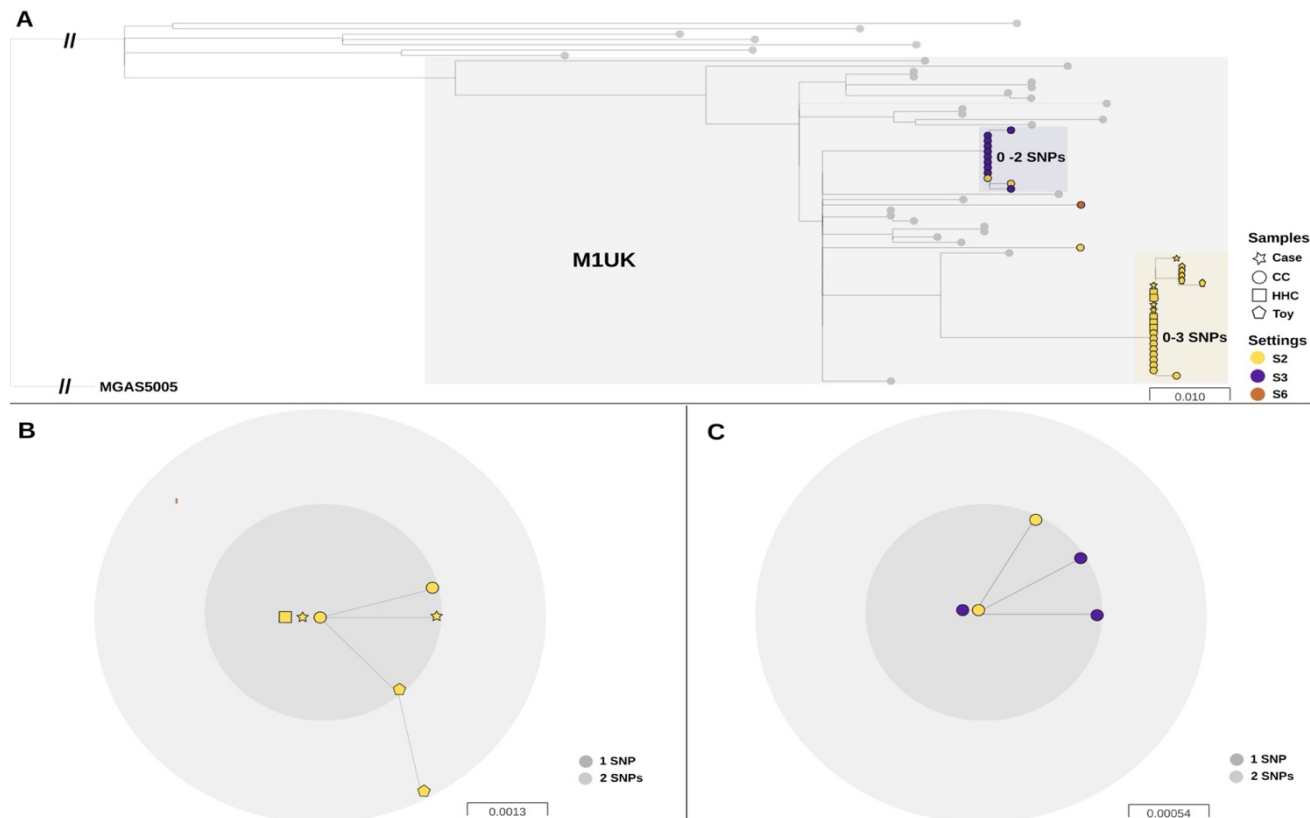 A
//
M1UK
0 -2 SNPs
0-3 SNPs
Samples
Case
CC
HHC
Toy
Settings
S2
S3
S6
0.010
// MGAS5005
B
1 SNP
2 SNPs
0.0013
C
1 SNP
2 SNPs
0.00054